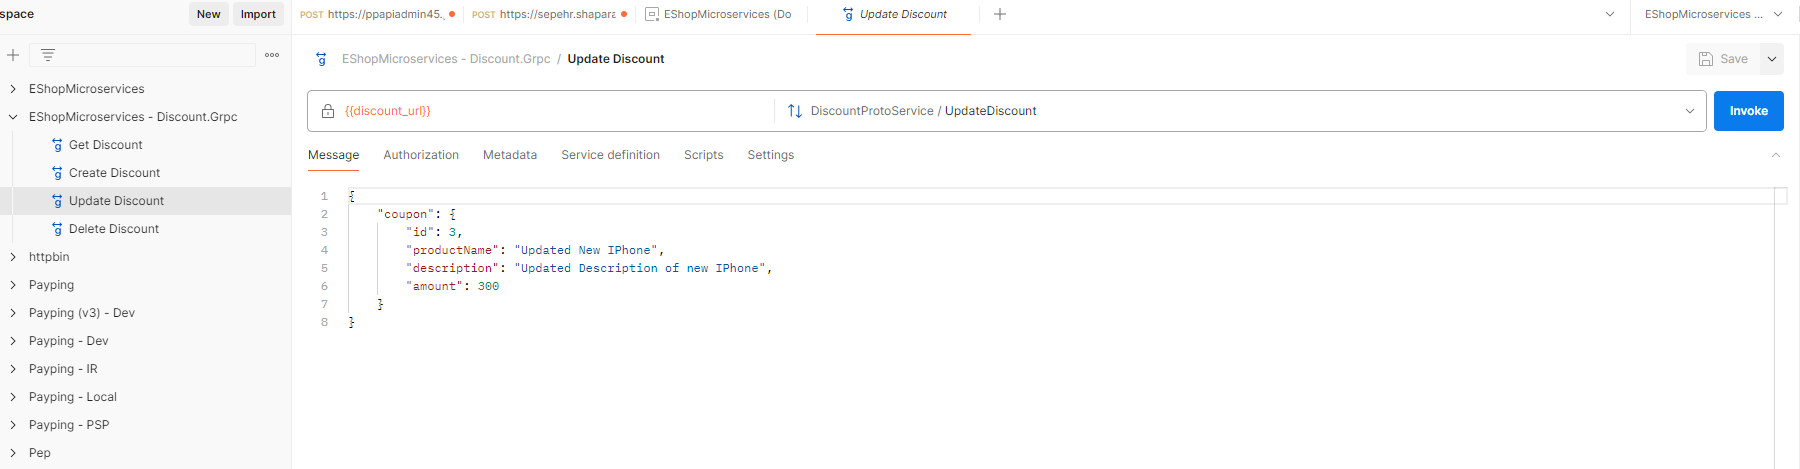 space
New
Import
POST https://ppapiadmin45.
POST https://sepehr.shapara
EShopMicroservices (Do
Update Discount
EShopMicroservices ...
EShopMicroservices - Discount.Grpc / Update Discount
Save
{{discount_url}}
DiscountProtoService / UpdateDiscount
Invoke
Message
Authorization
Metadata
Service definition
Scripts
Settings
EShopMicroservices
EShopMicroservices - Discount.Grpc
Get Discount
Create Discount
Update Discount
Delete Discount
httpbin
Payping
Payping (v3) - Dev
Payping - Dev
Payping - IR
Payping - Local
Payping - PSP
Pep
1 {
2 "coupon": {
3 "id": 3,
4 "productName": "Updated New IPhone",
5 "description": "Updated Description of new IPhone",
6 "amount": 300
7 }
8 }